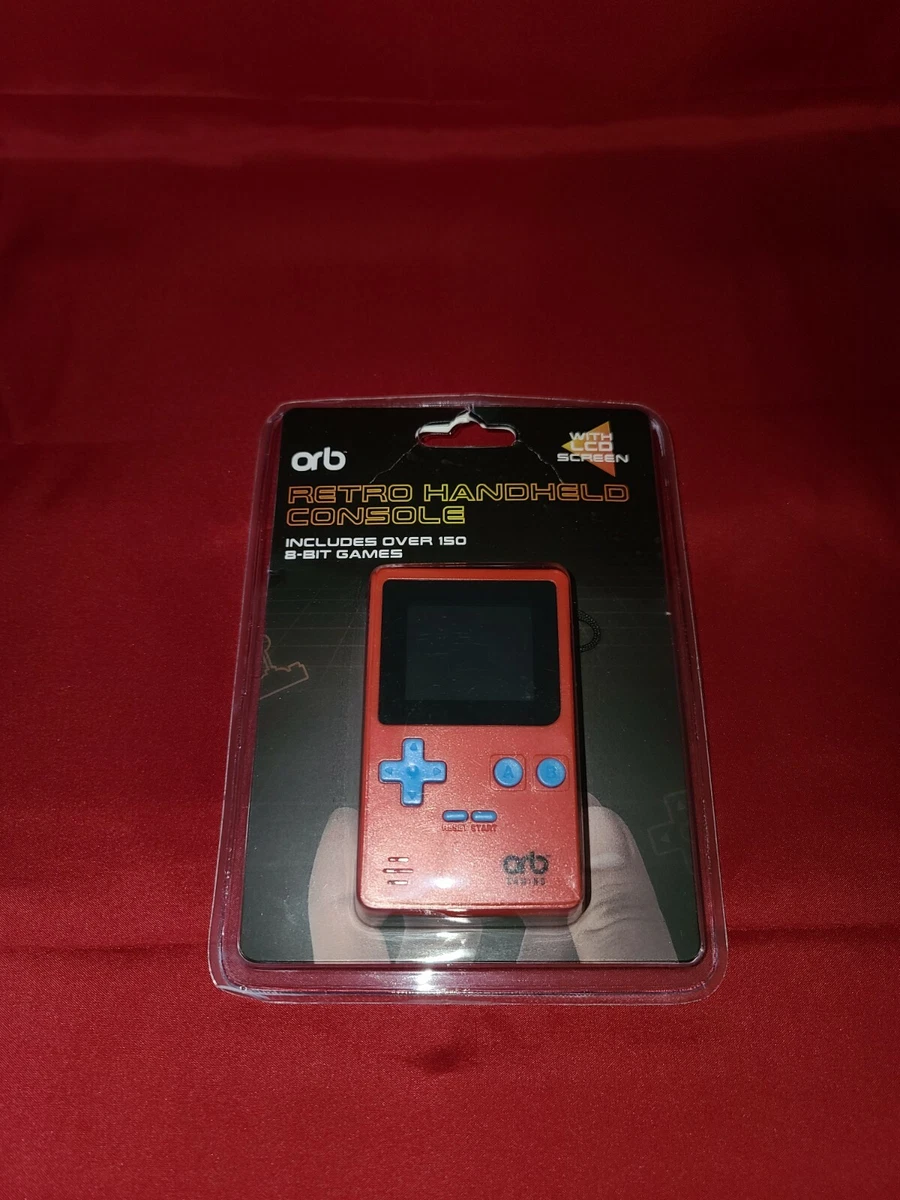 orb
WITH
LCD
SCREEN
RETRO HANDHELD
CONSOLE
INCLUDES OVER 150
8-BIT GAMES
A
B
RESET START
orb
GAMING